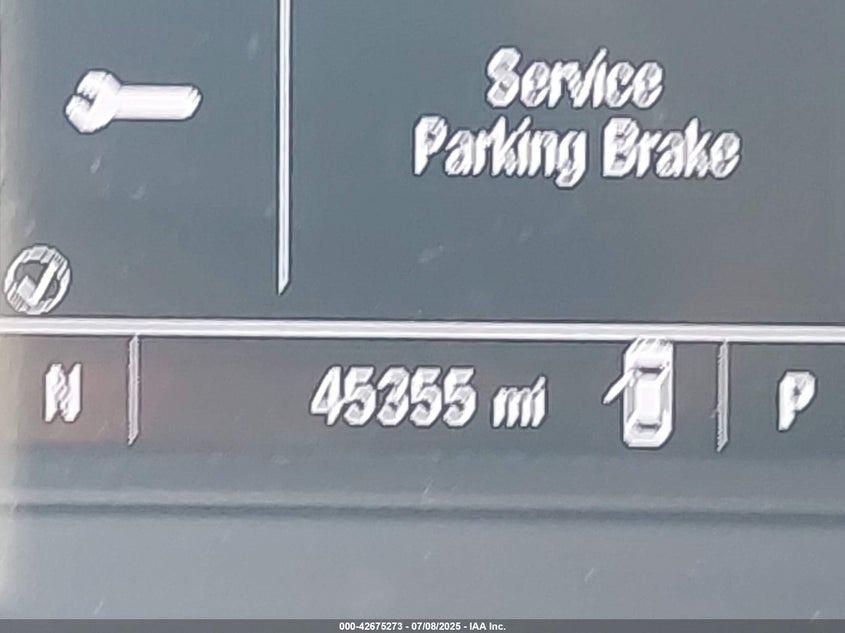 Service
Parking Brake
N 45355 mi P
000-42675273 - 07/08/2025 - IAA Inc.